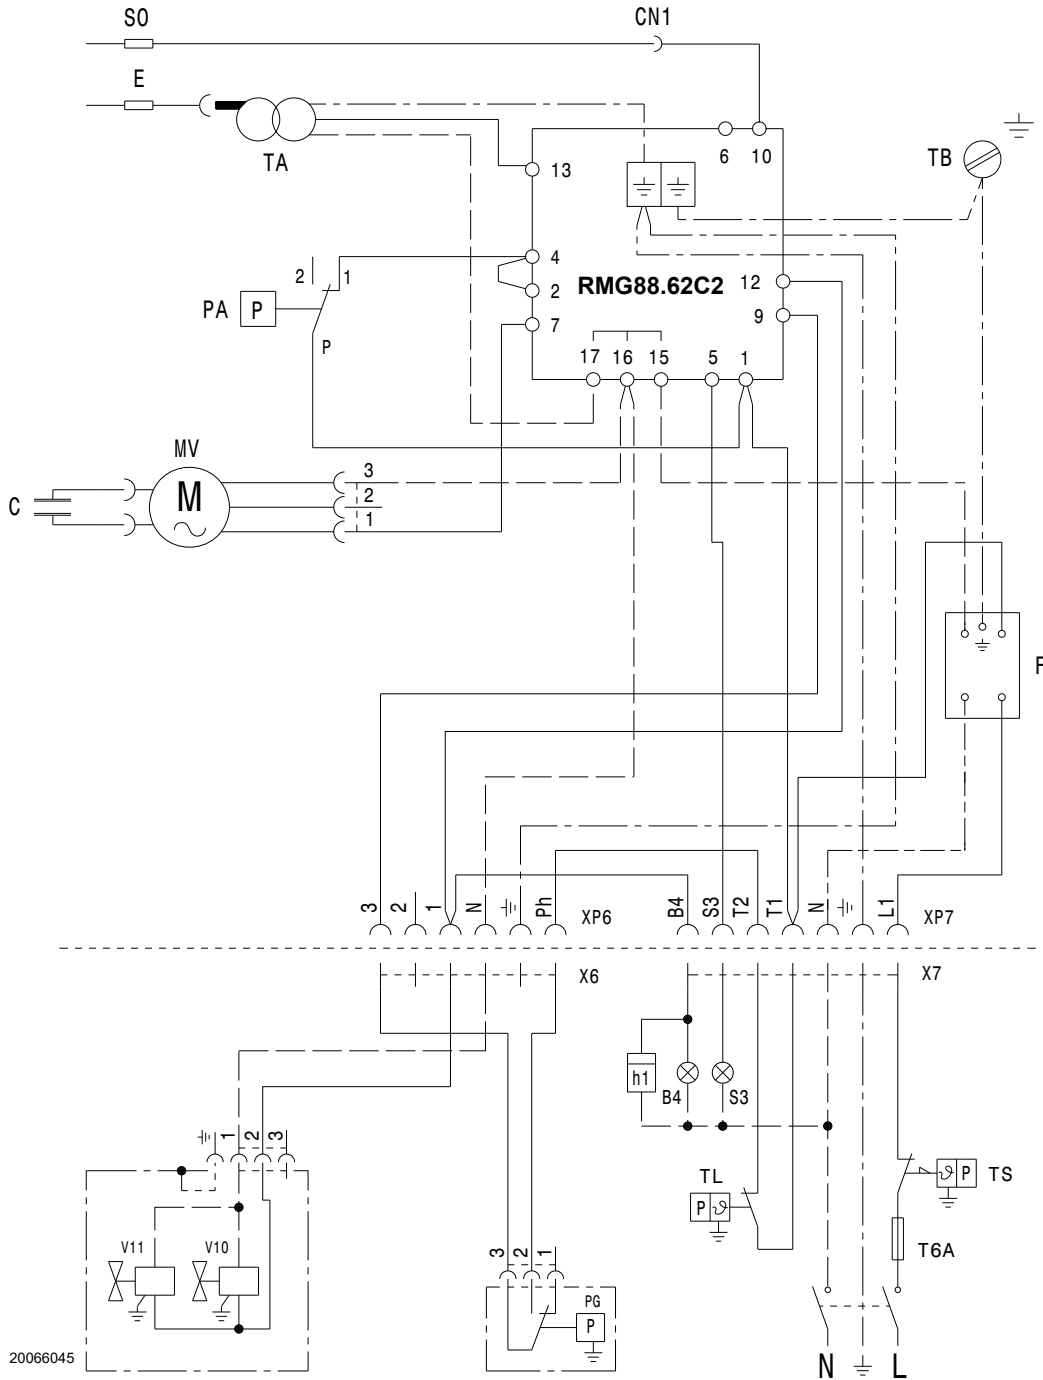 SO
CN1
E
TA
13
6 10
TB
4
2
RMG88.62C2
12
9
7
2 1
PA P
P
17 16 15 5 1
MV
C
M
3
2
1
F
3 2 1 N Ph XP6
B4 S3 T2 T1 N L1 XP7
X6
X7
h1
B4
S3
TL
P ϑ
ϑ P TS
T6A
1 2 3
V11
V10
3 2 1
PG
P
20066045
N L